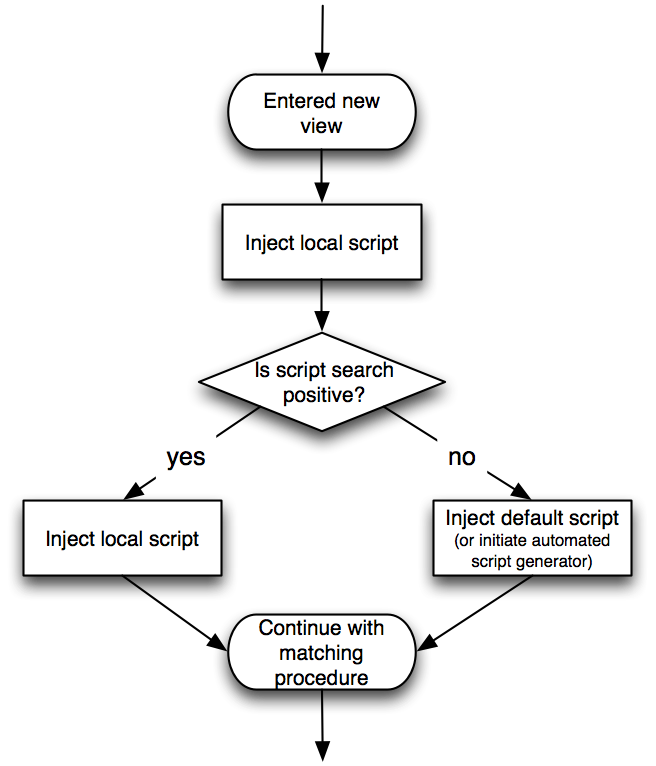 Entered new
view
Inject local script
Is script search
positive?
yes
no
Inject local script
Inject default script
(or initiate automated
script generator)
Continue with
matching
procedure